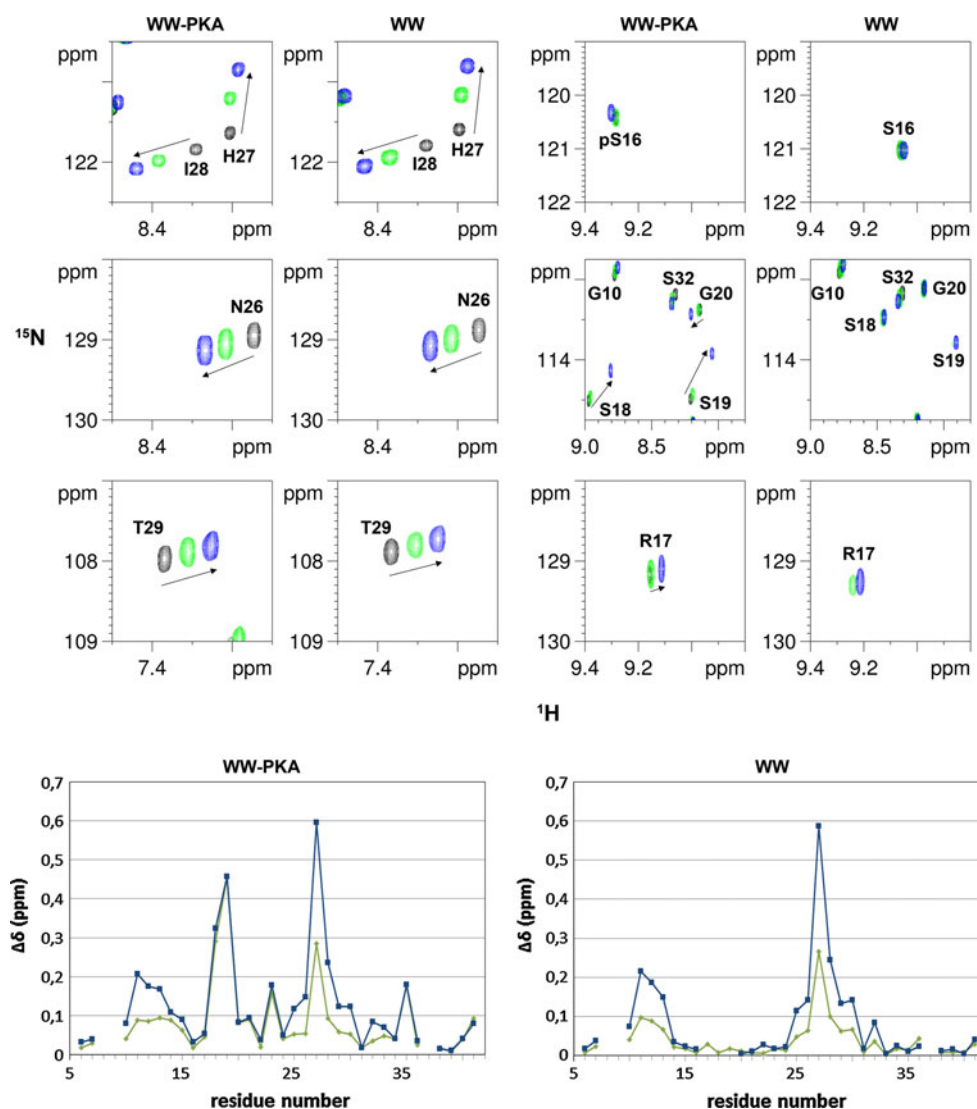 WW-PKA WW WW-PKA WW
ppm ppm ppm ppm
120 120
I28 H27 I28 H27 pS16 S16
121 121
122 122
122 122
8.4 ppm 8.4 ppm 9.4 9.2 ppm 9.4 9.2 ppm
ppm ppm ppm ppm
N26 N26 G10 S32 G20 G10 S32 G20
S18
15N 129 129 114 114 S19
S18 S19
130 130
8.4 ppm 8.4 ppm 9.0 8.5 ppm 9.0 8.5 ppm
ppm ppm ppm ppm
T29 T29 R17 R17
108 108 129 129
109 109 130 130
7.4 ppm 7.4 ppm 9.4 9.2 ppm 9.4 9.2 ppm
1H
WW-PKA WW
0,7 0,7
0,6 0,6
0,5 0,5
0,4 0,4
0,3 0,3
0,2 0,2
0,1 0,1
0 0
Δδ (ppm) Δδ (ppm)
5 15 25 35 5 15 25 35
residue number residue number